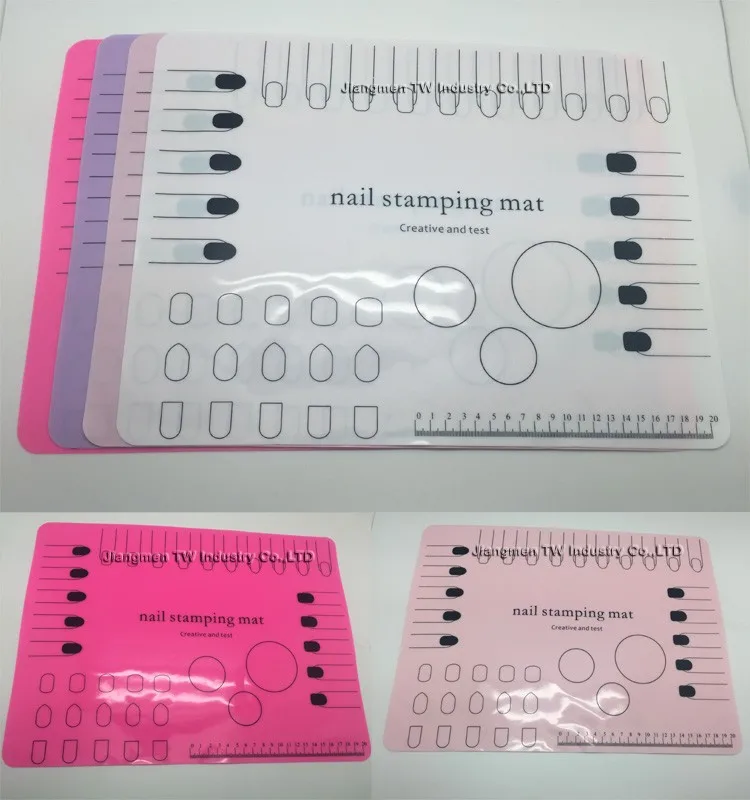 Jiangmen TW Industry Co.,LTD
nail stamping mat
Creative and test
0 1 2 3 4 5 6 7 8 9 10 11 12 13 14 15 16 17 18 19 20
Jiangmen TW Industry Co.,LTD
nail stamping mat
Creative and test
Jiangmen TW Industry Co.,LTD
nail stamping mat
Creative and test